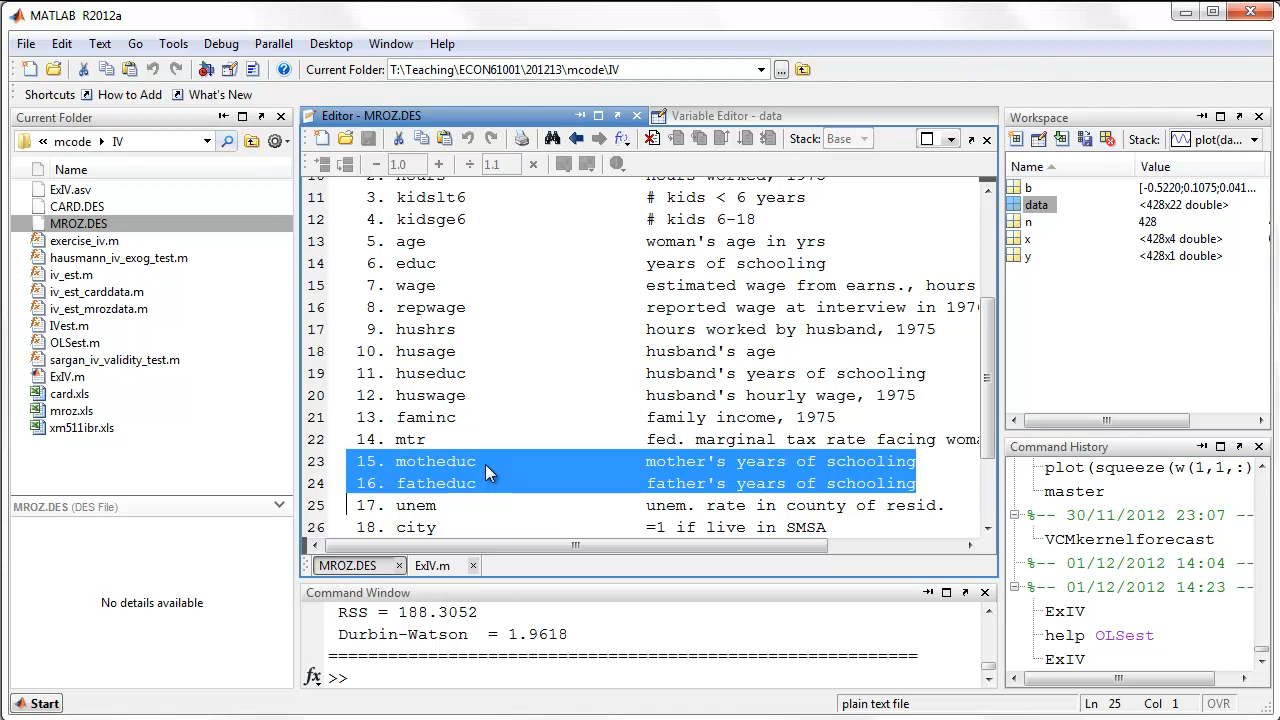 MATLAB R2012a
File Edit Text Go Tools Debug Parallel Desktop Window Help
Current Folder: T:\Teaching\ECON61001\201213\mcode\IV
Shortcuts How to Add What's New
Current Folder
« mcode ▸ IV
Name
ExIV.asv
CARD.DES
MROZ.DES
exercise_iv.m
hausmann_iv_exog_test.m
iv_est.m
iv_est_carddata.m
iv_est_mrozdata.m
IVest.m
OLSest.m
sargan_iv_validity_test.m
ExIV.m
card.xls
mroz.xls
xm511ibr.xls
MROZ.DES (DES File)
No details available
Start
Editor - MROZ.DES
Variable Editor - data
Stack: Base
− 1.0 + ÷ 1.1 ×
10 2. hours hours worked, 1975
11 3. kidslt6 # kids < 6 years
12 4. kidsge6 # kids 6-18
13 5. age woman's age in yrs
14 6. educ years of schooling
15 7. wage estimated wage from earns., hours
16 8. repwage reported wage at interview in 1976
17 9. hushrs hours worked by husband, 1975
18 10. husage husband's age
19 11. huseduc husband's years of schooling
20 12. huswage husband's hourly wage, 1975
21 13. faminc family income, 1975
22 14. mtr fed. marginal tax rate facing
23 15. motheduc mother's years of schooling
24 16. fatheduc father's years of schooling
25 17. unem unem. rate in county of resid.
26 18. city =1 if live in SMSA
MROZ.DES × ExIV.m ×
Command Window
RSS = 188.3052
Durbin-Watson = 1.9618
=========================================================
fx >>
Workspace
Stack: plot(da...
Name Value
b [-0.5220;0.1075;0.041...
data <428x22 double>
n 428
x <428x4 double>
y <428x1 double>
Command History
plot(squeeze(w(1,1,:)
master
%-- 30/11/2012 23:07
VCMkernelforecast
%-- 01/12/2012 14:04
%-- 01/12/2012 14:23
ExIV
help OLSest
ExIV
plain text file Ln 25 Col 1 OVR